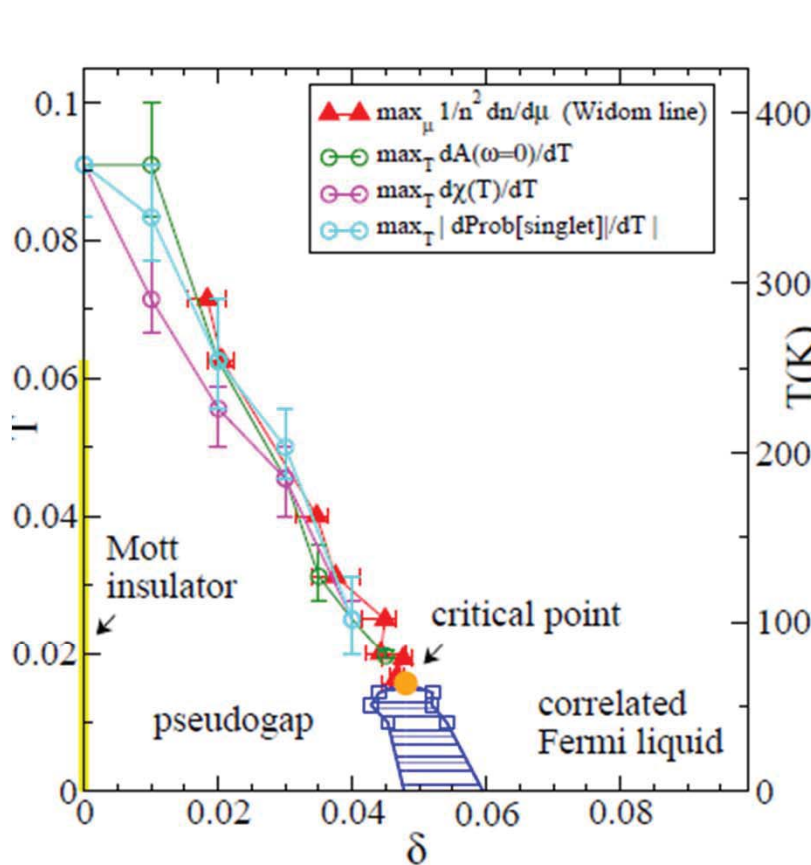 0.1
0.08
0.06
0.04
0.02
0
T
400
300
200
100
0
T(K)
max_μ 1/n² dn/dμ (Widom line)
max_T dA(ω=0)/dT
max_T dχ(T)/dT
max_T | dProb[singlet]|/dT |
Mott
insulator
critical point
pseudogap
correlated
Fermi liquid
0 0.02 0.04 0.06 0.08
δ